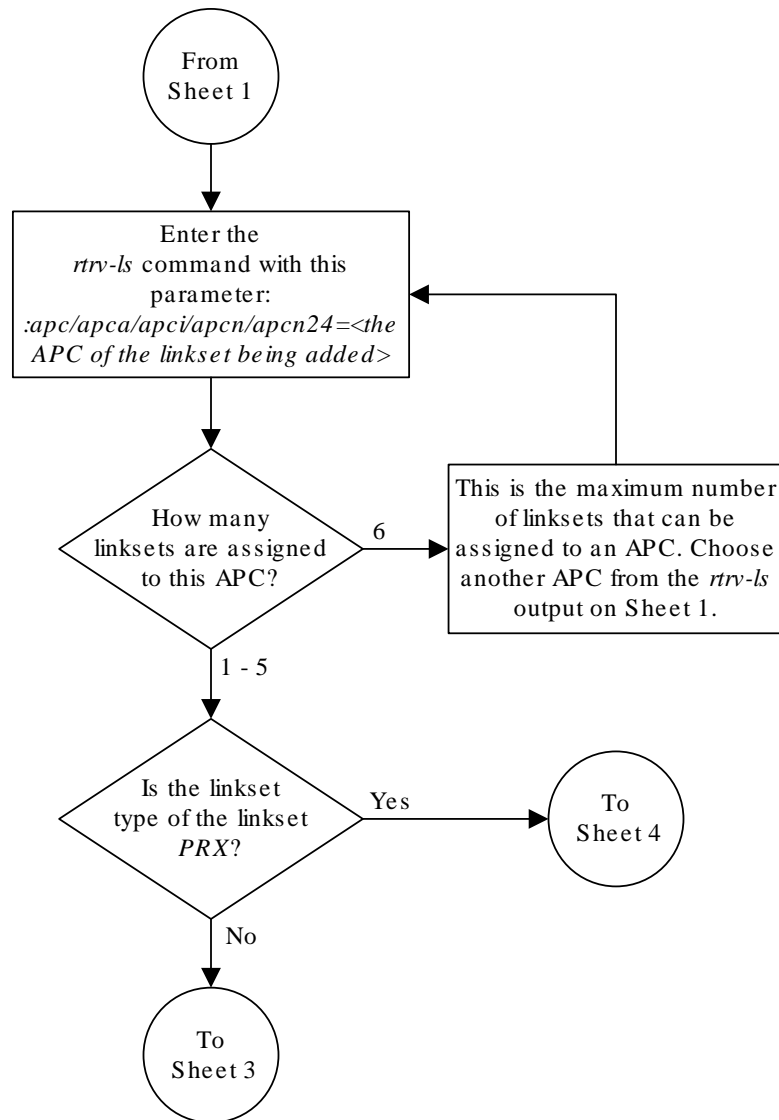 From
Sheet 1
Enter the
rtrv-ls command with this
parameter:
:apc/apca/apci/apcn/apcn24=<the
APC of the linkset being added>
How many
linksets are assigned
to this APC?
6
This is the maximum number
of linksets that can be
assigned to an APC. Choose
another APC from the rtrv-ls
output on Sheet 1.
1 - 5
Is the linkset
type of the linkset
PRX?
Yes
To
Sheet 4
No
To
Sheet 3